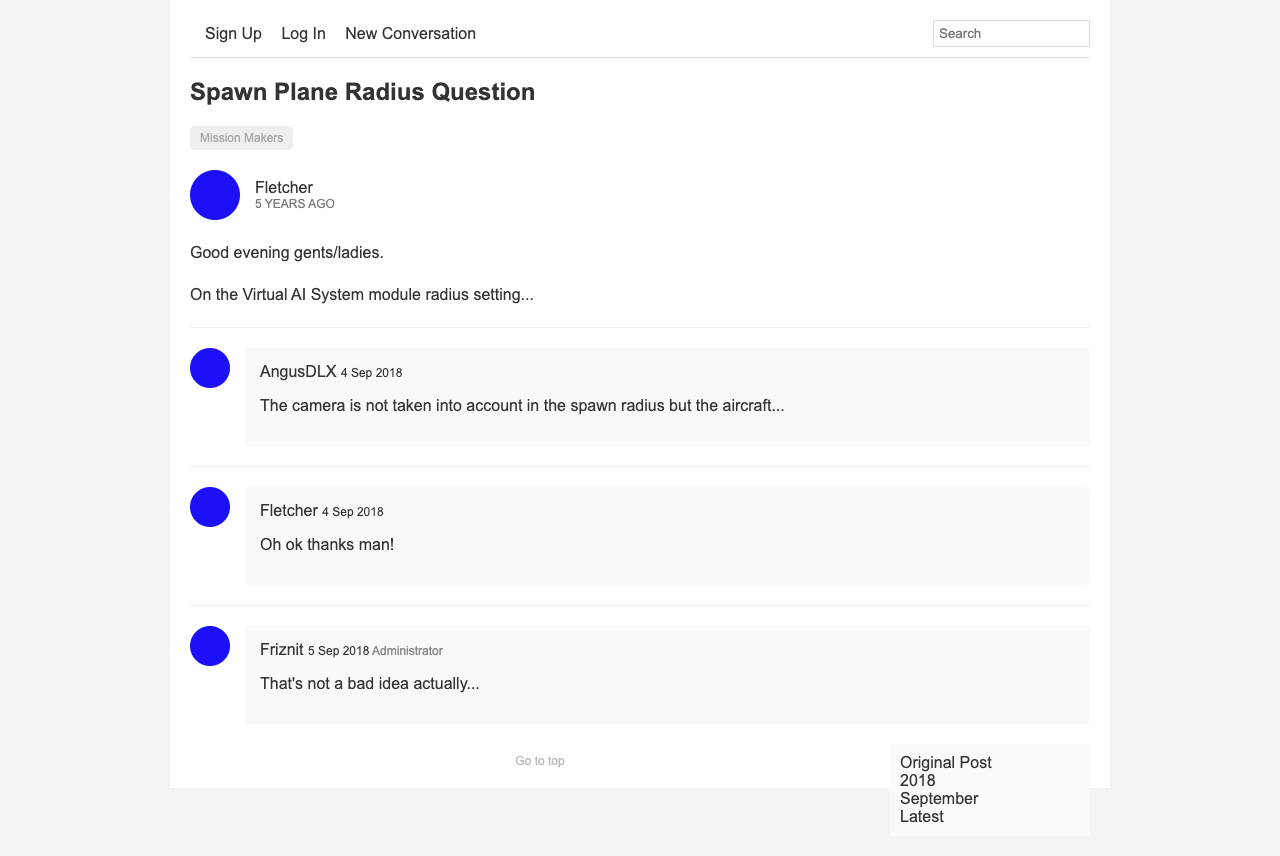 Sign Up Log In New Conversation Search
Spawn Plane Radius Question
Mission Makers
Fletcher
5 YEARS AGO
Good evening gents/ladies.
On the Virtual AI System module radius setting...
AngusDLX 4 Sep 2018
The camera is not taken into account in the spawn radius but the aircraft...
Fletcher 4 Sep 2018
Oh ok thanks man!
Friznit 5 Sep 2018 Administrator
That's not a bad idea actually...
Go to top
Original Post
2018
September
Latest